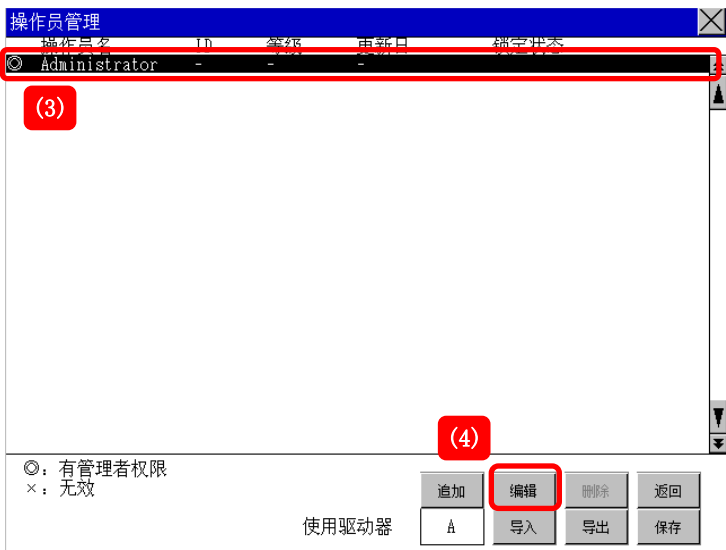 操作员管理
操作员名 ID 等级 更新日 锁定状态
◎ Administrator - - -
(3)
(4)
◎：有管理者权限
×：无效
追加 编辑 删除 返回
使用驱动器 A 导入 导出 保存